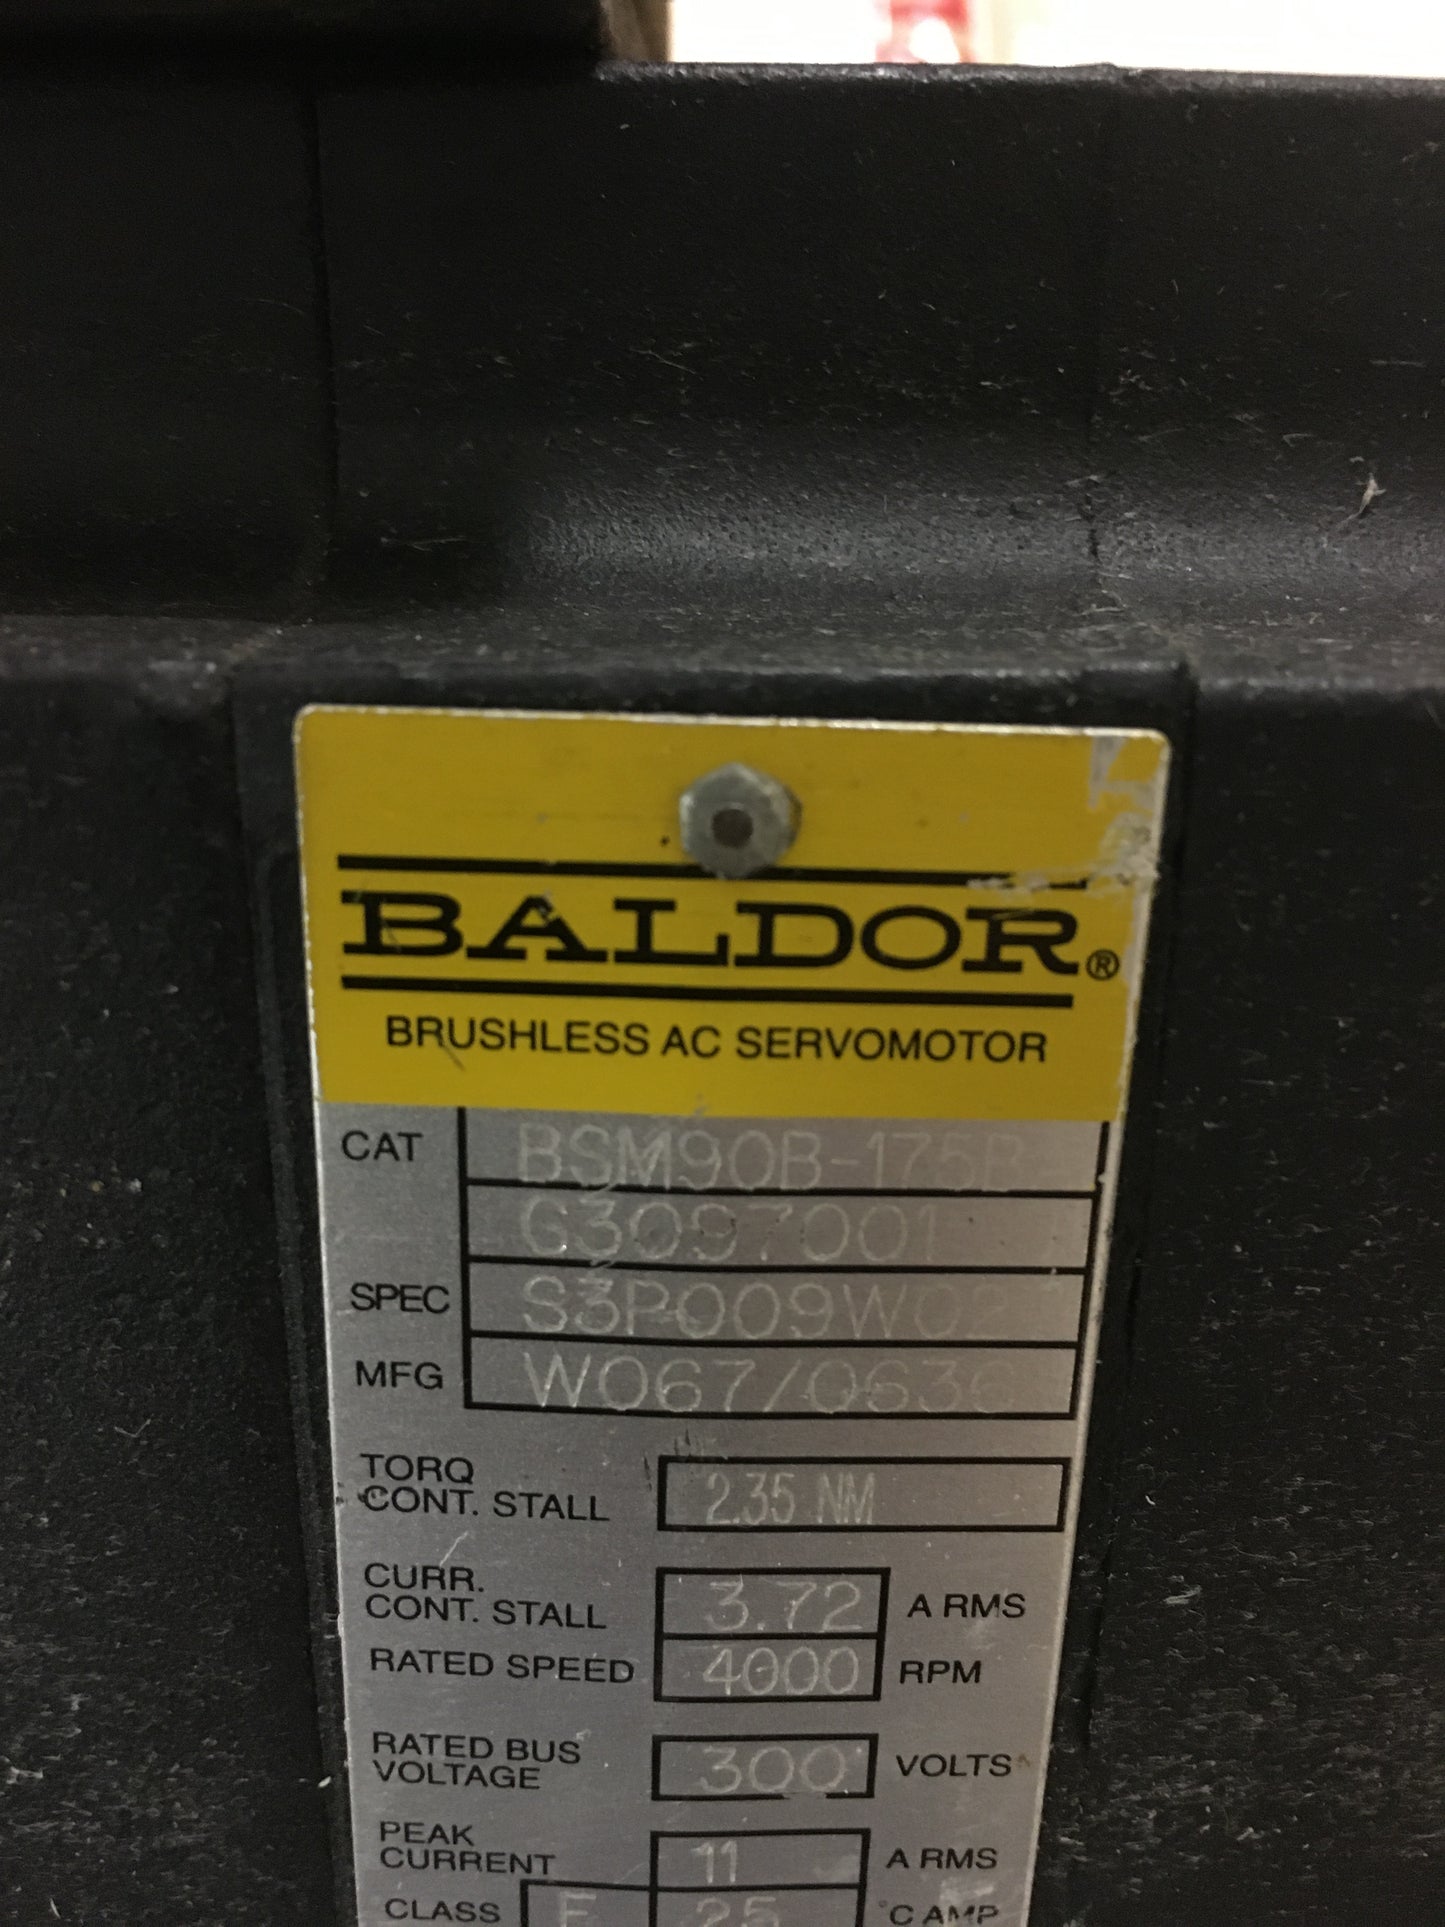 BALDOR®
BRUSHLESS AC SERVOMOTOR
CAT BSM90B-175B
G3097001
SPEC S3P009W02
MFG W067/0636
TORQ
CONT. STALL 2.35 NM
CURR.
CONT. STALL 3.72 A RMS
RATED SPEED 4000 RPM
RATED BUS
VOLTAGE 300 VOLTS
PEAK
CURRENT 11 A RMS
CLASS F 25 °C AMP